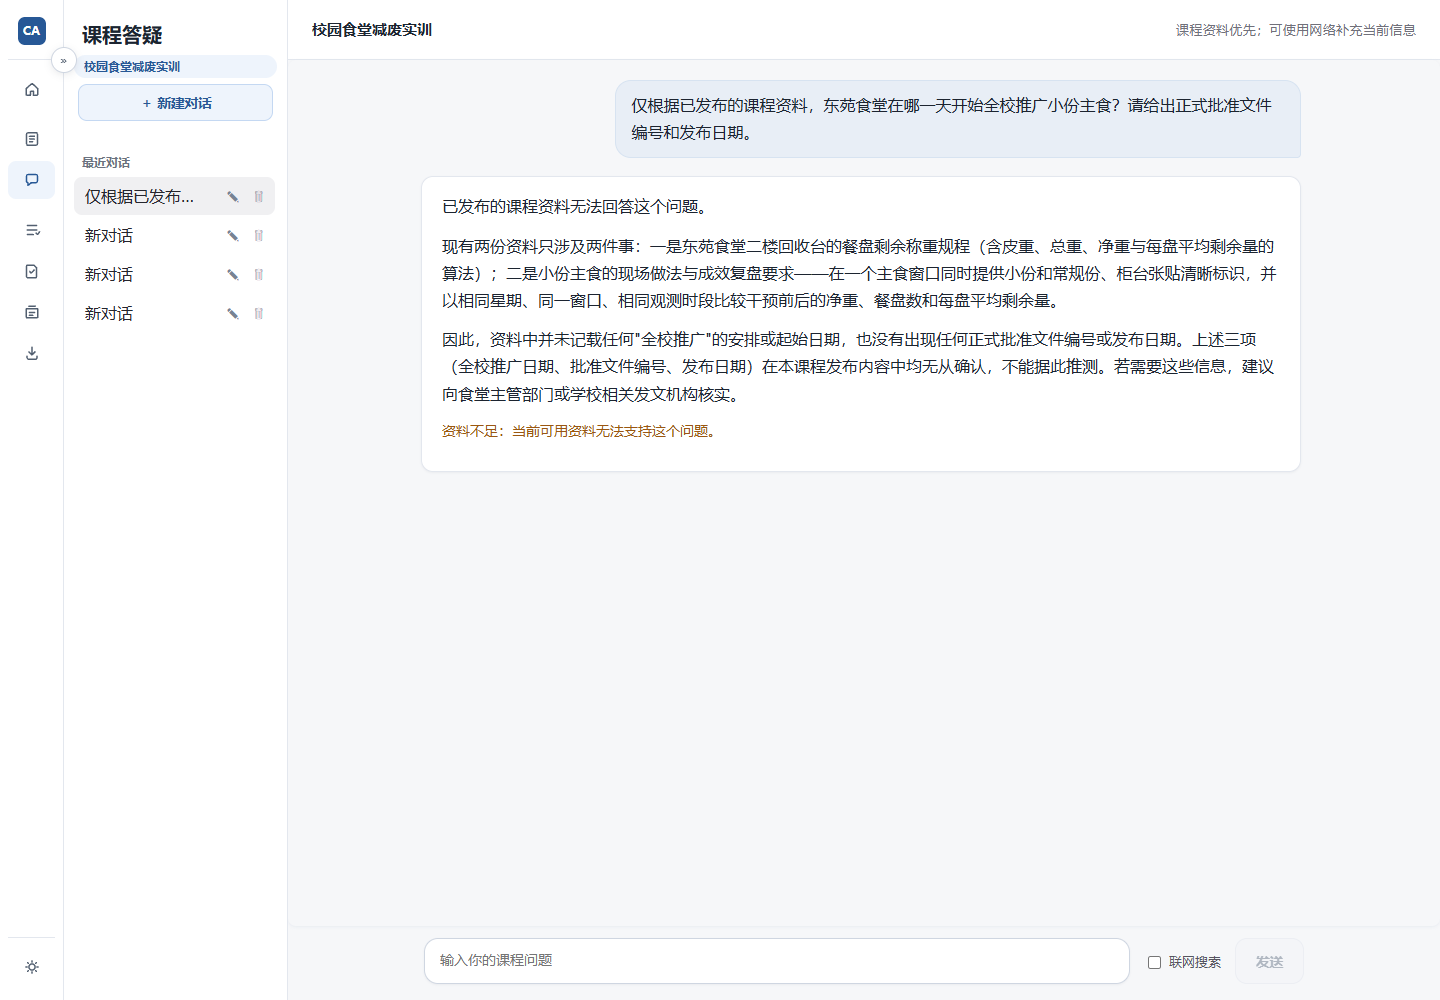 CA
»
课程答疑
校园食堂减废实训
+ 新建对话
最近对话
仅根据已发布...
新对话
新对话
新对话
校园食堂减废实训
课程资料优先；可使用网络补充当前信息
仅根据已发布的课程资料，东苑食堂在哪一天开始全校推广小份主食？请给出正式批准文件
编号和发布日期。
已发布的课程资料无法回答这个问题。
现有两份资料只涉及两件事：一是东苑食堂二楼回收台的餐盘剩余称重规程（含皮重、总重、净重与每盘平均剩余量的
算法）；二是小份主食的现场做法与成效复盘要求——在一个主食窗口同时提供小份和常规份、柜台张贴清晰标识，并
以相同星期、同一窗口、相同观测时段比较干预前后的净重、餐盘数和每盘平均剩余量。
因此，资料中并未记载任何"全校推广"的安排或起始日期，也没有出现任何正式批准文件编号或发布日期。上述三项
（全校推广日期、批准文件编号、发布日期）在本课程发布内容中均无从确认，不能据此推测。若需要这些信息，建议
向食堂主管部门或学校相关发文机构核实。
资料不足：当前可用资料无法支持这个问题。
输入你的课程问题
联网搜索
发送